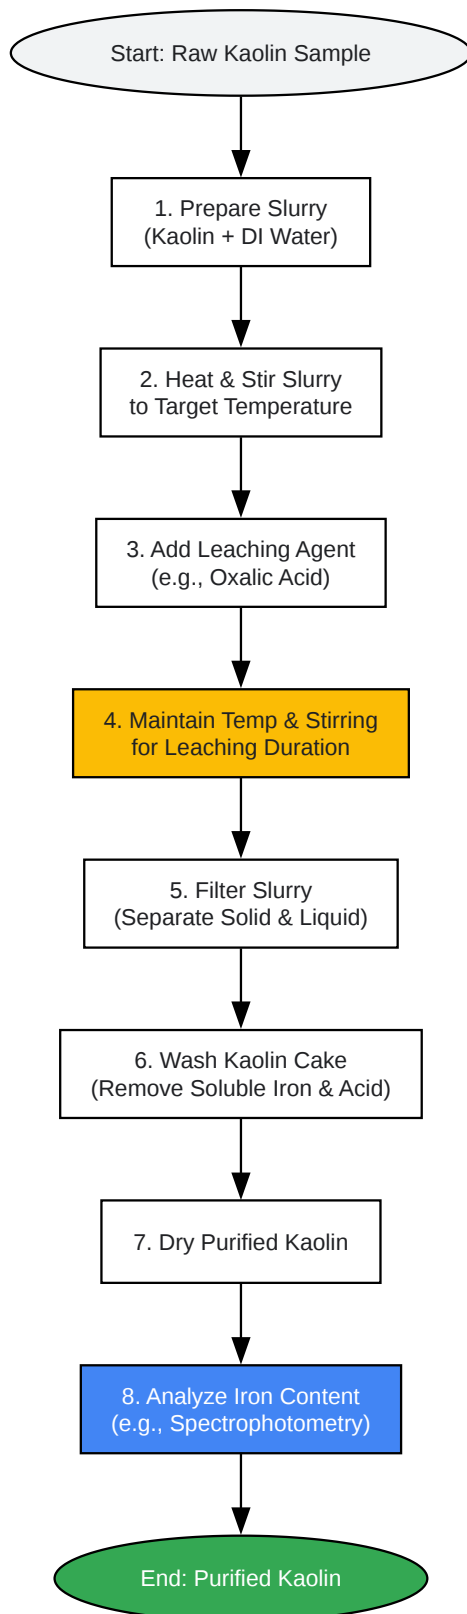 Start: Raw Kaolin Sample
1. Prepare Slurry
(Kaolin + DI Water)
2. Heat & Stir Slurry
to Target Temperature
3. Add Leaching Agent
(e.g., Oxalic Acid)
4. Maintain Temp & Stirring
for Leaching Duration
5. Filter Slurry
(Separate Solid & Liquid)
6. Wash Kaolin Cake
(Remove Soluble Iron & Acid)
7. Dry Purified Kaolin
8. Analyze Iron Content
(e.g., Spectrophotometry)
End: Purified Kaolin